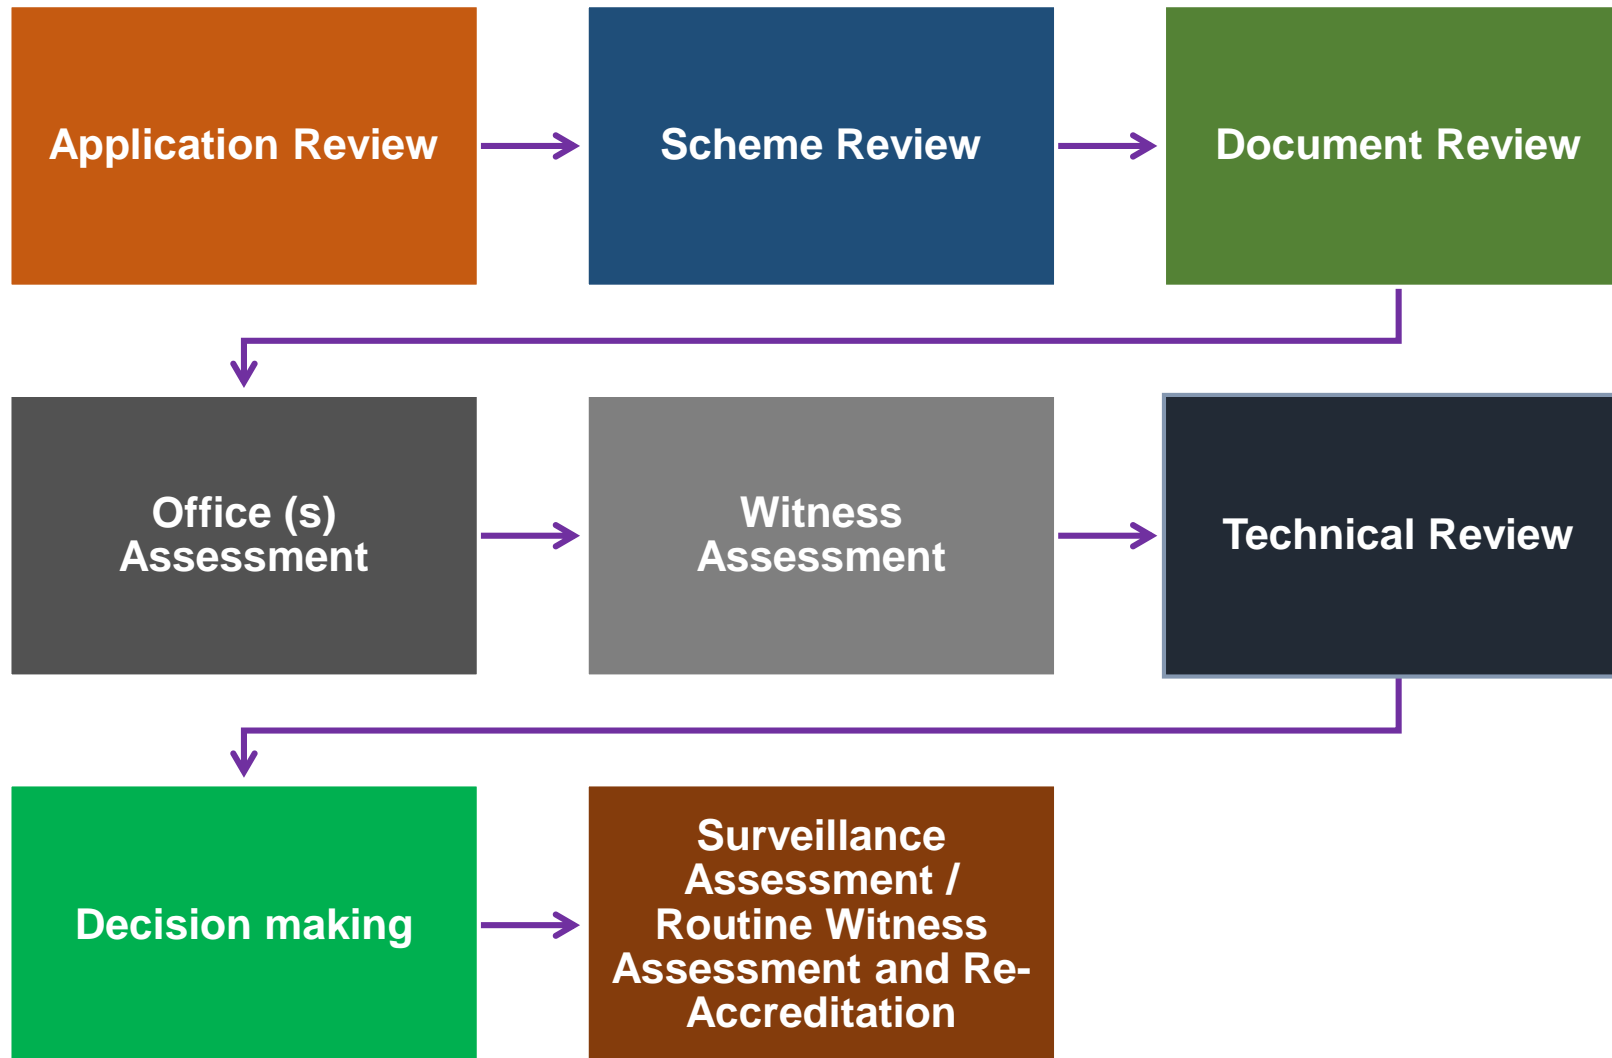 Application Review
Scheme Review
Document Review
Office (s)
Assessment
Witness
Assessment
Technical Review
Decision making
Surveillance
Assessment /
Routine Witness
Assessment and Re-
Accreditation